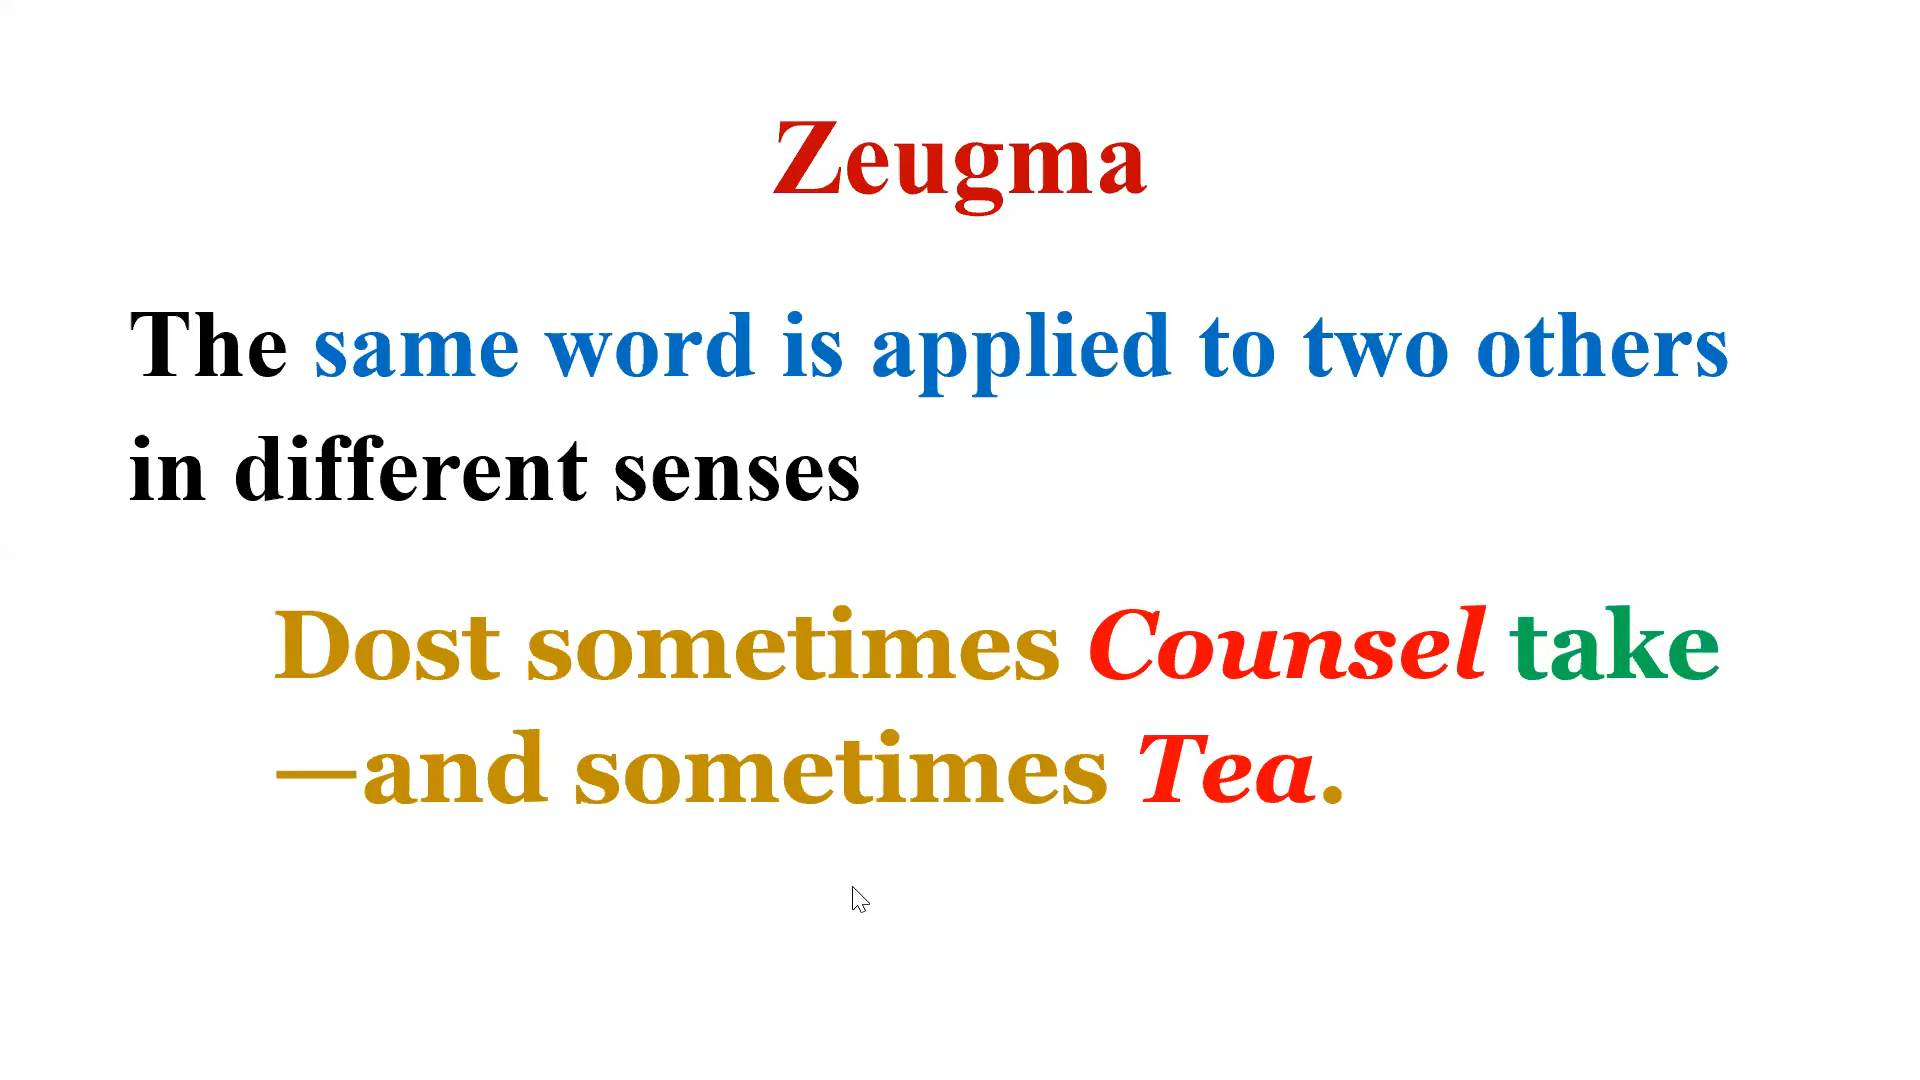 Zeugma
The same word is applied to two others
in different senses
Dost sometimes Counsel take
—and sometimes Tea.